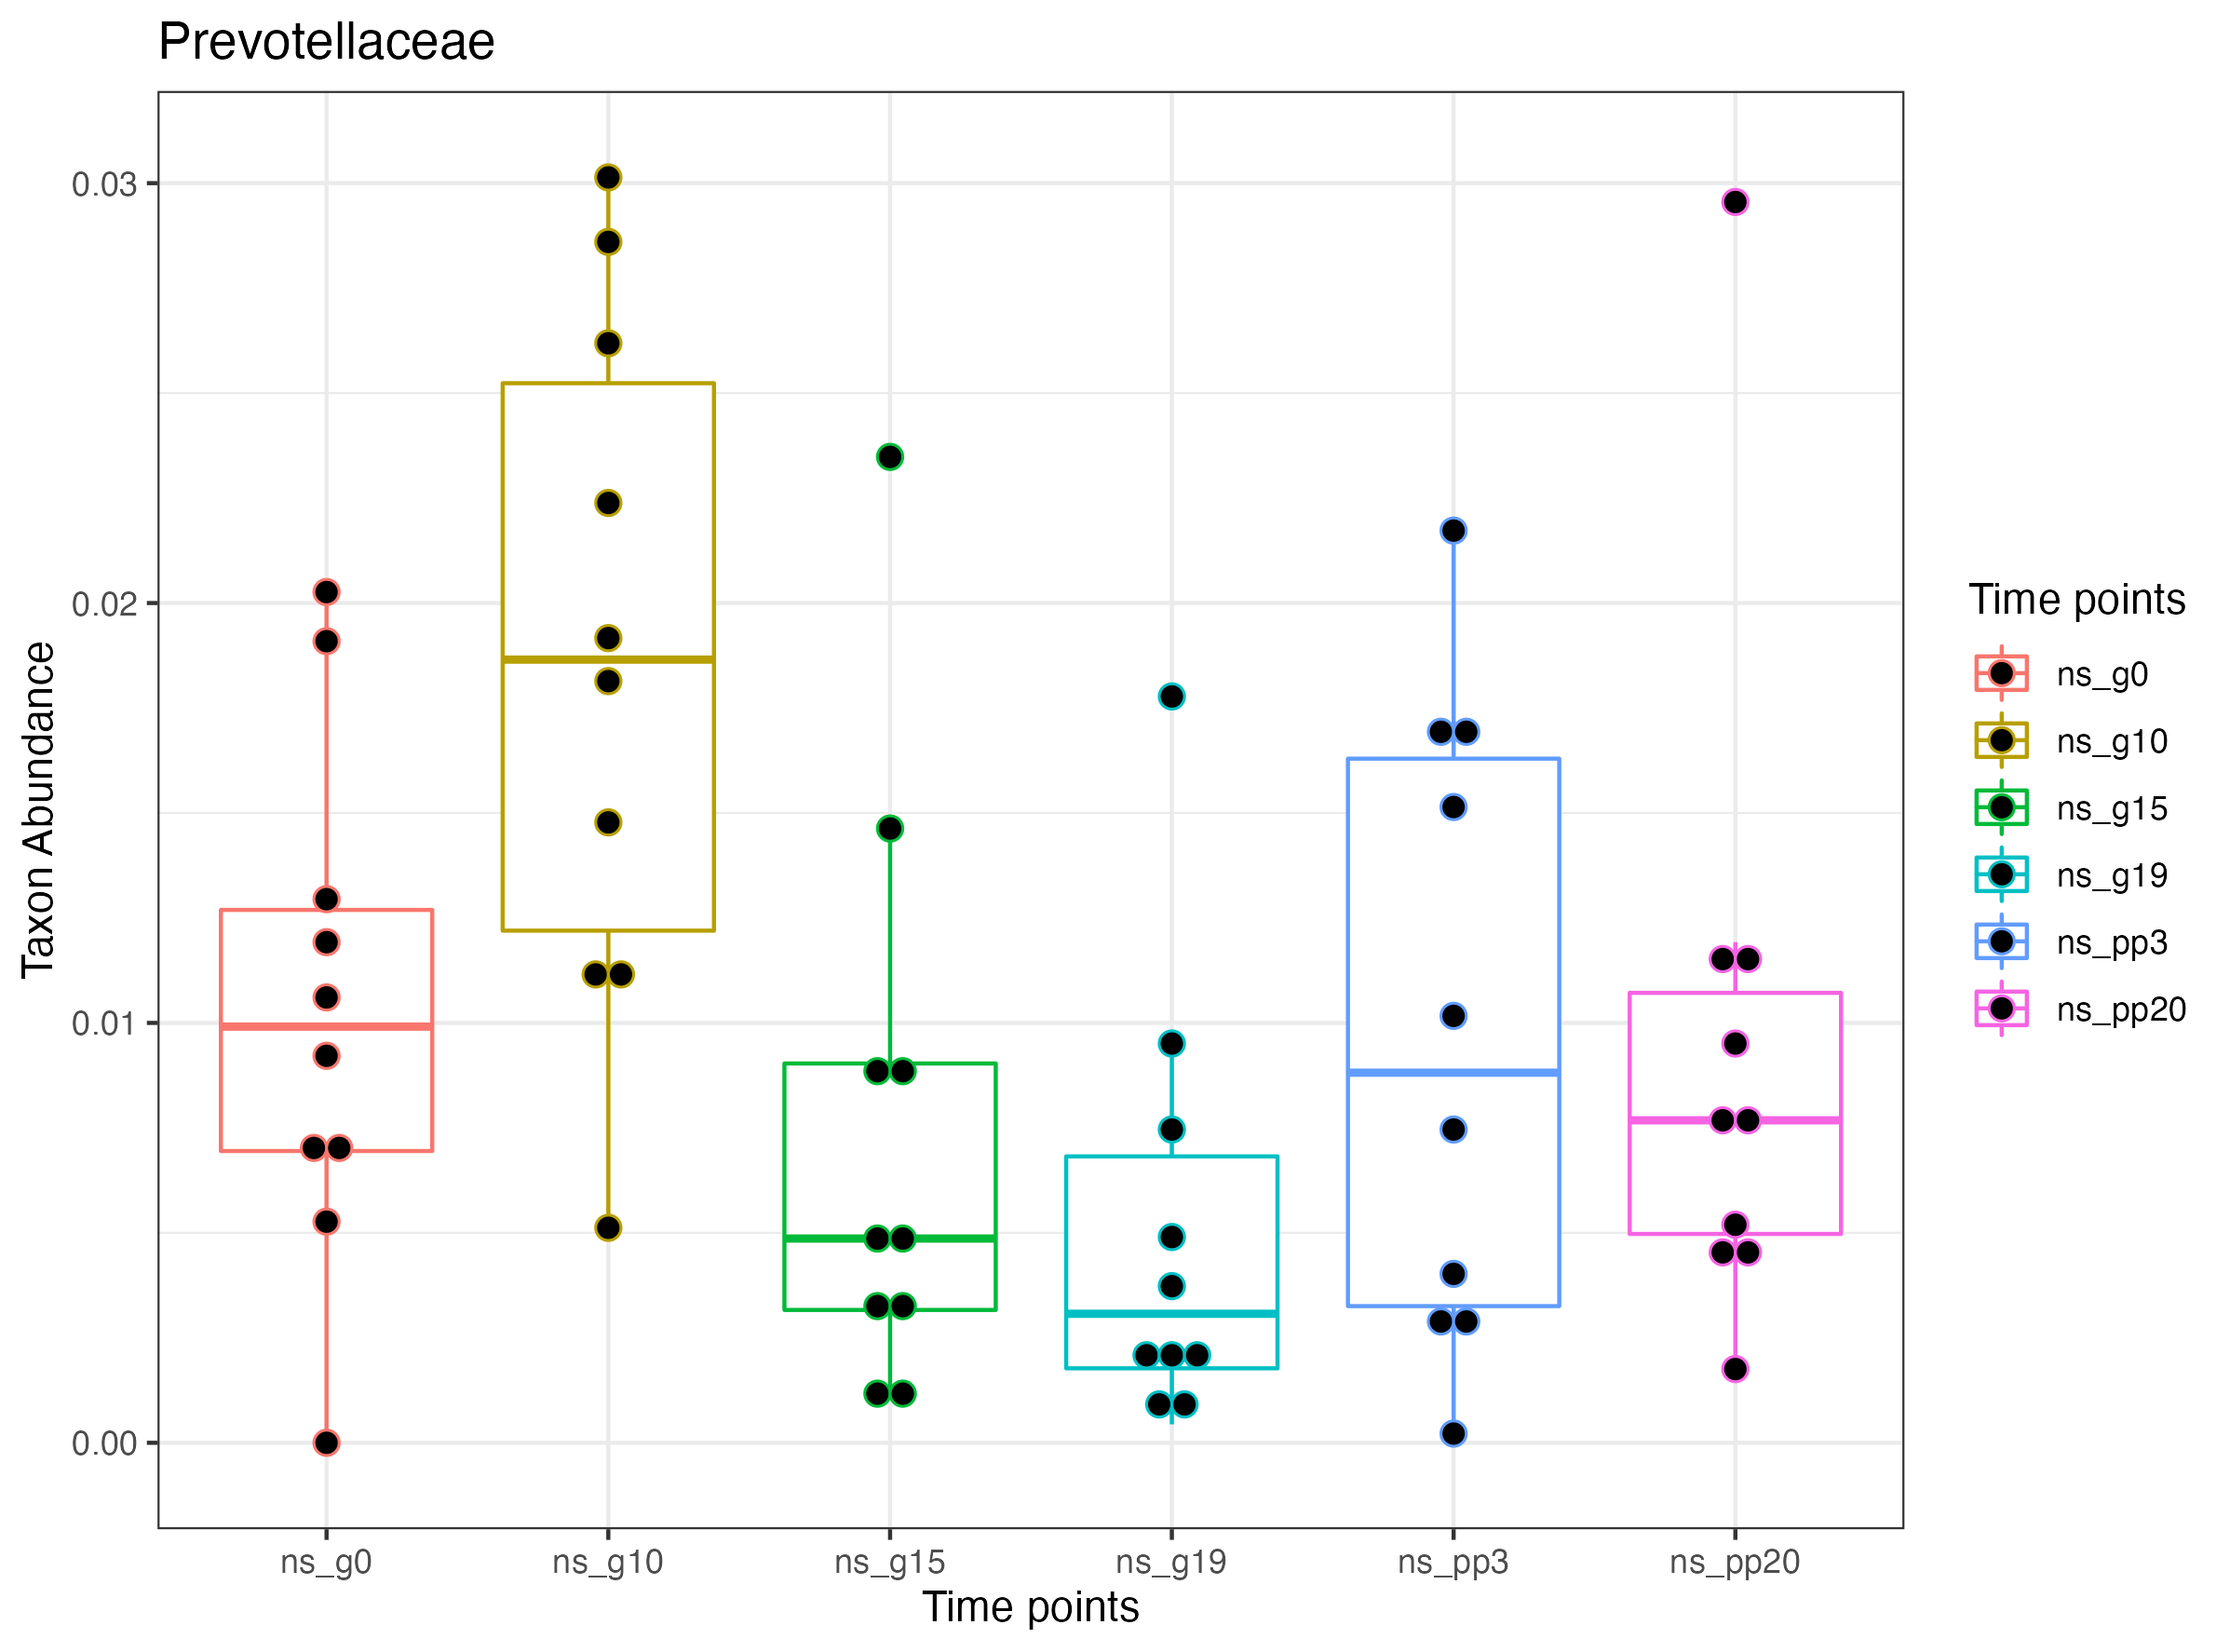 Prevotellaceae
Taxon Abundance
0.03
0.02
0.01
0.00
ns_g0 ns_g10 ns_g15 ns_g19 ns_pp3 ns_pp20
Time points
Time points
ns_g0
ns_g10
ns_g15
ns_g19
ns_pp3
ns_pp20